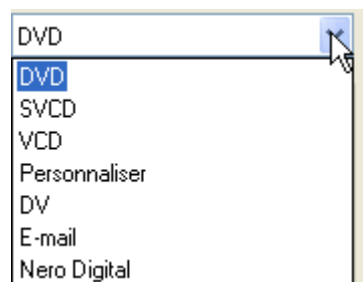 DVD
DVD
SVCD
VCD
Personnaliser
DV
E-mail
Nero Digital